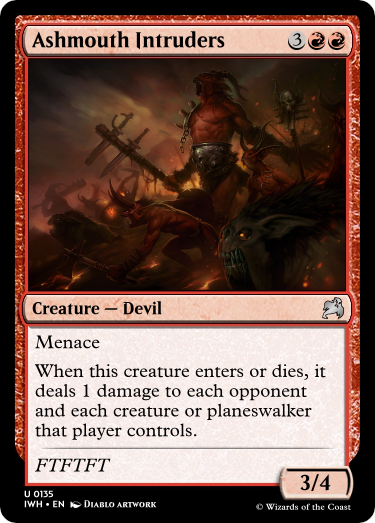 Ashmouth Intruders 3
Creature — Devil
Menace
When this creature enters or dies, it
deals 1 damage to each opponent
and each creature or planeswalker
that player controls.
FTFTFT
3/4
U 0135
IWH • EN Diablo artwork
© Wizards of the Coast